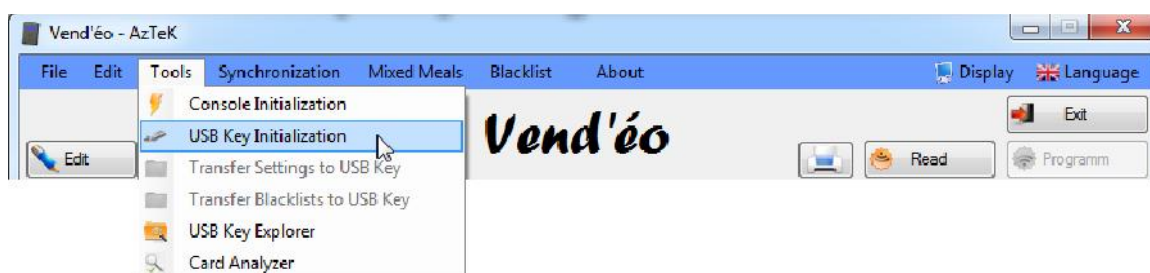 Vend'éo - AzTeK
File Edit Tools Synchronization Mixed Meals Blacklist About Display Language
Console Initialization
USB Key Initialization
Transfer Settings to USB Key
Transfer Blacklists to USB Key
USB Key Explorer
Card Analyzer
Edit
Vend'éo
Read
Exit
Programm